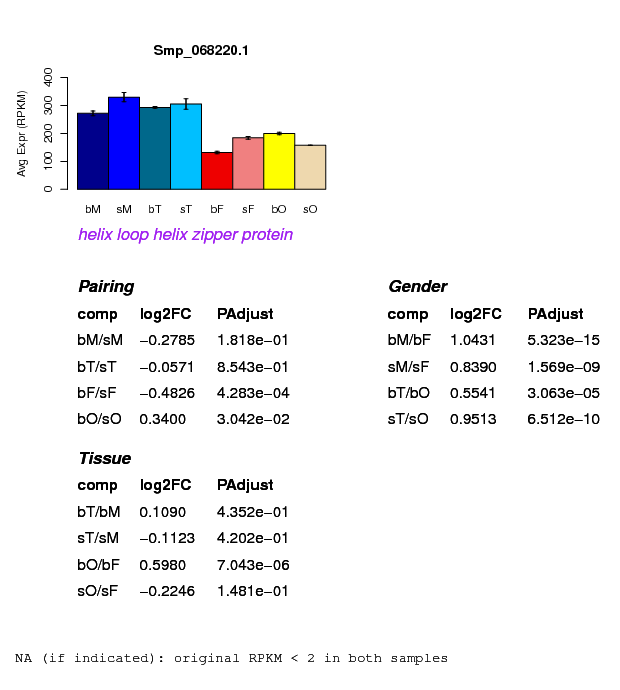 Smp_068220.1
Avg Expr (RPKM)
0 100 200 300 400
bM sM bT sT bF sF bO sO
helix loop helix zipper protein
Pairing
comp log2FC PAdjust
bM/sM −0.2785 1.818e−01
bT/sT −0.0571 8.543e−01
bF/sF −0.4826 4.283e−04
bO/sO 0.3400 3.042e−02
Gender
comp log2FC PAdjust
bM/bF 1.0431 5.323e−15
sM/sF 0.8390 1.569e−09
bT/bO 0.5541 3.063e−05
sT/sO 0.9513 6.512e−10
Tissue
comp log2FC PAdjust
bT/bM 0.1090 4.352e−01
sT/sM −0.1123 4.202e−01
bO/bF 0.5980 7.043e−06
sO/sF −0.2246 1.481e−01
NA (if indicated): original RPKM < 2 in both samples